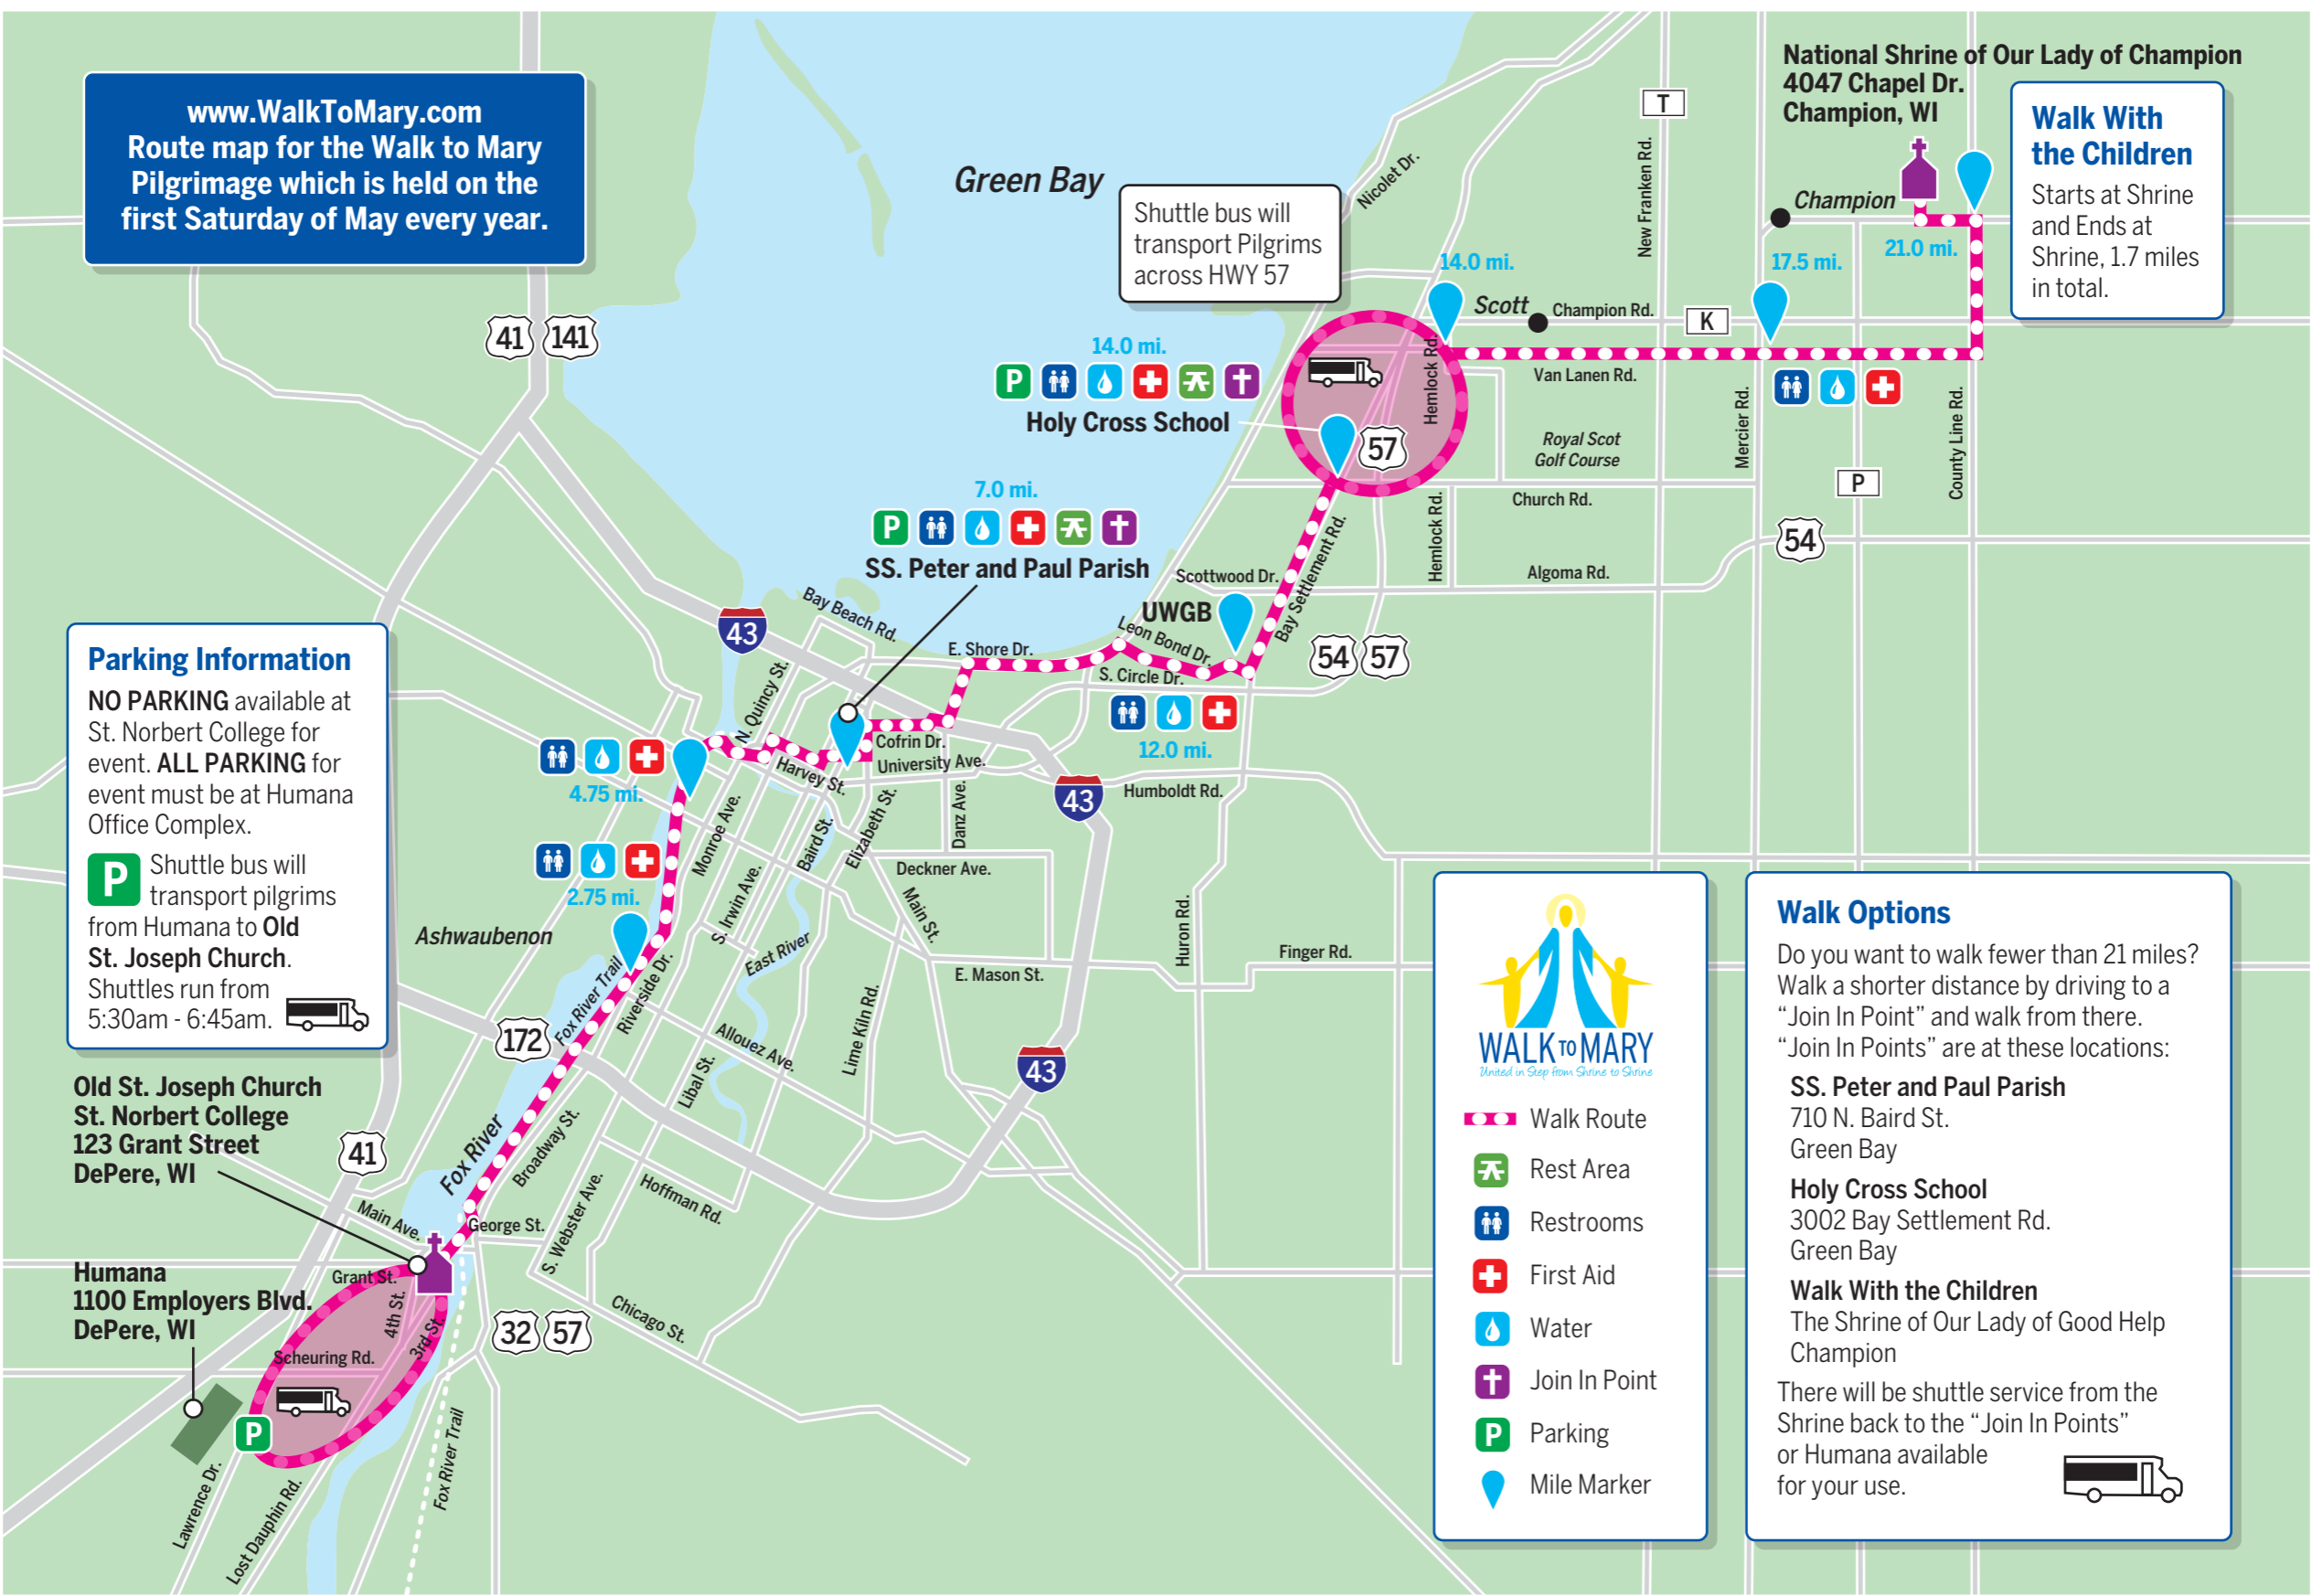 www.WalkToMary.com
Route map for the Walk to Mary
Pilgrimage which is held on the
first Saturday of May every year.
National Shrine of Our Lady of Champion
4047 Chapel Dr.
Champion, WI
Walk With
the Children
Starts at Shrine
and Ends at
Shrine, 1.7 miles
in total.
T
New Franken Rd.
Nicolet Dr.
Green Bay
Shuttle bus will
transport Pilgrims
across HWY 57
Champion
21.0 mi.
14.0 mi.
17.5 mi.
Scott
Champion Rd.
K
41
141
14.0 mi.
P
Holy Cross School
Hemlock Rd.
Van Lanen Rd.
57
Royal Scot
Golf Course
Mercier Rd.
County Line Rd.
P
Church Rd.
54
7.0 mi.
P
SS. Peter and Paul Parish
Scottwood Dr.
Bay Settlement Rd.
Hemlock Rd.
Algoma Rd.
UWGB
Leon Bond Dr.
54
57
43
Bay Beach Rd.
E. Shore Dr.
S. Circle Dr.
12.0 mi.
N. Quincy St.
Cofrin Dr.
University Ave.
Harvey St.
4.75 mi.
43
Humboldt Rd.
Monroe Ave.
Baird St.
Elizabeth St.
Danz Ave.
Deckner Ave.
2.75 mi.
S. Irwin Ave.
Main St.
Huron Rd.
Finger Rd.
Ashwaubenon
East River
E. Mason St.
Fox River Trail
Riverside Dr.
172
Allouez Ave.
Lime Kiln Rd.
Libal St.
43
Parking Information
NO PARKING available at
St. Norbert College for
event. ALL PARKING for
event must be at Humana
Office Complex.
P Shuttle bus will
transport pilgrims
from Humana to Old
St. Joseph Church.
Shuttles run from
5:30am - 6:45am.
Old St. Joseph Church
St. Norbert College
123 Grant Street
DePere, WI
41
Fox River
Broadway St.
Main Ave.
George St.
S. Webster Ave.
Hoffman Rd.
Humana
1100 Employers Blvd.
DePere, WI
Grant St.
4th St.
3rd St.
Scheuring Rd.
32
57
Chicago St.
P
Lawrence Dr.
Lost Dauphin Rd.
Fox River Trail
WALK TO MARY
United in Step from Shrine to Shrine
Walk Route
Rest Area
Restrooms
First Aid
Water
Join In Point
P Parking
Mile Marker
Walk Options
Do you want to walk fewer than 21 miles?
Walk a shorter distance by driving to a
“Join In Point” and walk from there.
“Join In Points” are at these locations:
SS. Peter and Paul Parish
710 N. Baird St.
Green Bay
Holy Cross School
3002 Bay Settlement Rd.
Green Bay
Walk With the Children
The Shrine of Our Lady of Good Help
Champion
There will be shuttle service from the
Shrine back to the “Join In Points”
or Humana available
for your use.